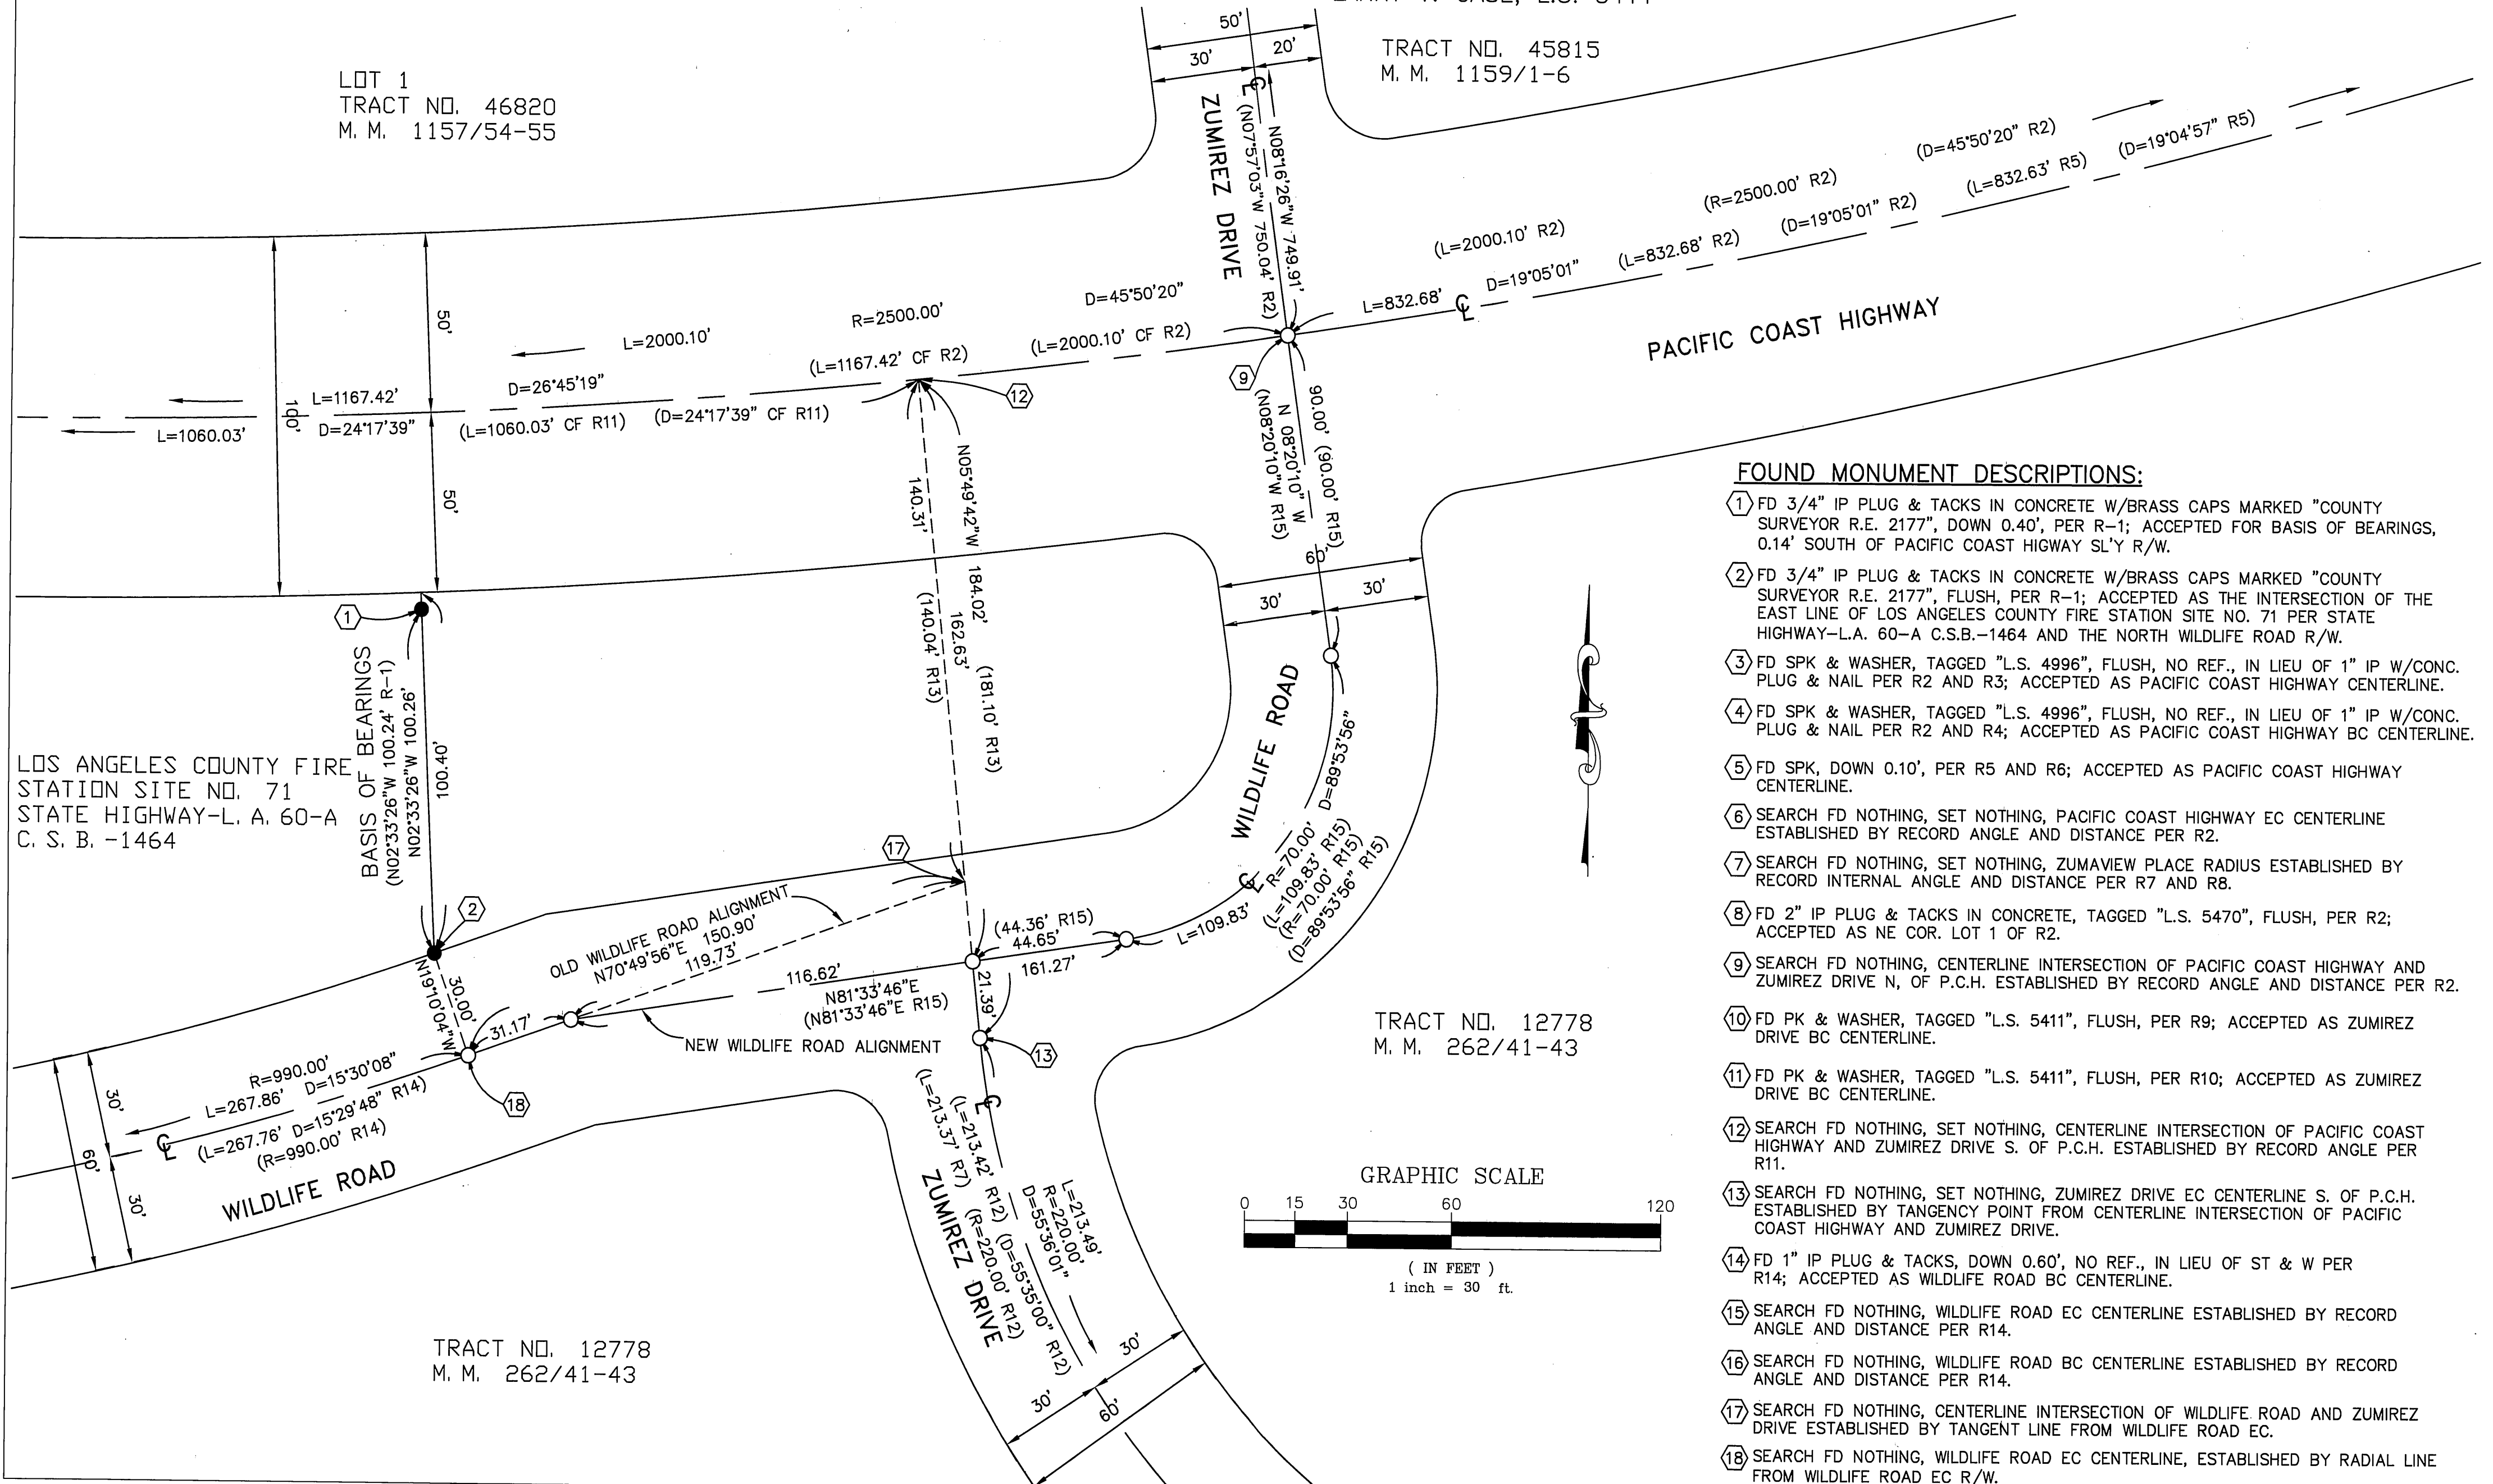 50'
30'
20'
TRACT NO. 45815
M. M. 1159/1-6
LOT 1
TRACT NO. 46820
M. M. 1157/54-55
ZUMIREZ DRIVE
(N07°57'03"W 750.04' R2)
N08°16'26"W 749.91'
(D=45°50'20" R2)
(D=19°04'57" R5)
(R=2500.00' R2)
(L=832.63' R5)
(L=2000.10' R2)
(D=19°05'01" R2)
(L=832.68' R2)
D=19°05'01"
L=832.68'
PACIFIC COAST HIGHWAY
D=45°50'20"
R=2500.00'
L=2000.10'
(L=2000.10' CF R2)
(L=1167.42' CF R2)
D=26°45'19"
L=1167.42'
(D=24°17'39" CF R11)
(L=1060.03' CF R11)
D=24°17'39"
L=1060.03'
50'
100'
50'
9
12
90.00' (90.00' R15)
N 08°20'10" W
(N08°20'10"W R15)
60'
30'
30'
N05°49'42"W 184.02'
140.31'
162.63'
(140.04' R13)
(181.10' R13)
1
BASIS OF BEARINGS
(N02°33'26"W 100.24' R-1)
N02°33'26"W 100.26'
100.40'
LOS ANGELES COUNTY FIRE
STATION SITE NO. 71
STATE HIGHWAY-L. A. 60-A
C. S. B. -1464
2
17
WILDLIFE ROAD
D=89°53'56"
R=70.00'
L=109.83'
(L=109.83' R15)
(R=70.00' R15)
(D=89°53'56" R15)
OLD WILDLIFE ROAD ALIGNMENT
N70°49'56"E 150.90'
119.73'
(44.36' R15)
44.65'
161.27'
116.62'
N81°33'46"E
(N81°33'46"E R15)
21.39'
N19°10'04"W
30.00'
31.17'
NEW WILDLIFE ROAD ALIGNMENT
13
18
R=990.00'
L=267.86' D=15°30'08"
(L=267.76' D=15°29'48" R14)
(R=990.00' R14)
WILDLIFE ROAD
30'
60'
30'
(L=213.37' R7)
(L=213.42' R12)
(R=220.00' R12)
(D=55°35'00" R12)
L=213.49'
R=220.00'
D=55°36'01"
ZUMIREZ DRIVE
30'
30'
60'
TRACT NO. 12778
M. M. 262/41-43
TRACT NO. 12778
M. M. 262/41-43
GRAPHIC SCALE
0 15 30 60 120
( IN FEET )
1 inch = 30 ft.
FOUND MONUMENT DESCRIPTIONS:
1 FD 3/4" IP PLUG & TACKS IN CONCRETE W/BRASS CAPS MARKED "COUNTY
SURVEYOR R.E. 2177", DOWN 0.40', PER R-1; ACCEPTED FOR BASIS OF BEARINGS,
0.14' SOUTH OF PACIFIC COAST HIGWAY SL'Y R/W.
2 FD 3/4" IP PLUG & TACKS IN CONCRETE W/BRASS CAPS MARKED "COUNTY
SURVEYOR R.E. 2177", FLUSH, PER R-1; ACCEPTED AS THE INTERSECTION OF THE
EAST LINE OF LOS ANGELES COUNTY FIRE STATION SITE NO. 71 PER STATE
HIGHWAY-L.A. 60-A C.S.B.-1464 AND THE NORTH WILDLIFE ROAD R/W.
3 FD SPK & WASHER, TAGGED "L.S. 4996", FLUSH, NO REF., IN LIEU OF 1" IP W/CONC.
PLUG & NAIL PER R2 AND R3; ACCEPTED AS PACIFIC COAST HIGHWAY CENTERLINE.
4 FD SPK & WASHER, TAGGED "L.S. 4996", FLUSH, NO REF., IN LIEU OF 1" IP W/CONC.
PLUG & NAIL PER R2 AND R4; ACCEPTED AS PACIFIC COAST HIGHWAY BC CENTERLINE.
5 FD SPK, DOWN 0.10', PER R5 AND R6; ACCEPTED AS PACIFIC COAST HIGHWAY
CENTERLINE.
6 SEARCH FD NOTHING, SET NOTHING, PACIFIC COAST HIGHWAY EC CENTERLINE
ESTABLISHED BY RECORD ANGLE AND DISTANCE PER R2.
7 SEARCH FD NOTHING, SET NOTHING, ZUMAVIEW PLACE RADIUS ESTABLISHED BY
RECORD INTERNAL ANGLE AND DISTANCE PER R7 AND R8.
8 FD 2" IP PLUG & TACKS IN CONCRETE, TAGGED "L.S. 5470", FLUSH, PER R2;
ACCEPTED AS NE COR. LOT 1 OF R2.
9 SEARCH FD NOTHING, CENTERLINE INTERSECTION OF PACIFIC COAST HIGHWAY AND
ZUMIREZ DRIVE N, OF P.C.H. ESTABLISHED BY RECORD ANGLE AND DISTANCE PER R2.
10 FD PK & WASHER, TAGGED "L.S. 5411", FLUSH, PER R9; ACCEPTED AS ZUMIREZ
DRIVE BC CENTERLINE.
11 FD PK & WASHER, TAGGED "L.S. 5411", FLUSH, PER R10; ACCEPTED AS ZUMIREZ
DRIVE BC CENTERLINE.
12 SEARCH FD NOTHING, SET NOTHING, CENTERLINE INTERSECTION OF PACIFIC COAST
HIGHWAY AND ZUMIREZ DRIVE S. OF P.C.H. ESTABLISHED BY RECORD ANGLE PER
R11.
13 SEARCH FD NOTHING, SET NOTHING, ZUMIREZ DRIVE EC CENTERLINE S. OF P.C.H.
ESTABLISHED BY TANGENCY POINT FROM CENTERLINE INTERSECTION OF PACIFIC
COAST HIGHWAY AND ZUMIREZ DRIVE.
14 FD 1" IP PLUG & TACKS, DOWN 0.60', NO REF., IN LIEU OF ST & W PER
R14; ACCEPTED AS WILDLIFE ROAD BC CENTERLINE.
15 SEARCH FD NOTHING, WILDLIFE ROAD EC CENTERLINE ESTABLISHED BY RECORD
ANGLE AND DISTANCE PER R14.
16 SEARCH FD NOTHING, WILDLIFE ROAD BC CENTERLINE ESTABLISHED BY RECORD
ANGLE AND DISTANCE PER R14.
17 SEARCH FD NOTHING, CENTERLINE INTERSECTION OF WILDLIFE ROAD AND ZUMIREZ
DRIVE ESTABLISHED BY TANGENT LINE FROM WILDLIFE ROAD EC.
18 SEARCH FD NOTHING, WILDLIFE ROAD EC CENTERLINE, ESTABLISHED BY RADIAL LINE
FROM WILDLIFE ROAD EC R/W.